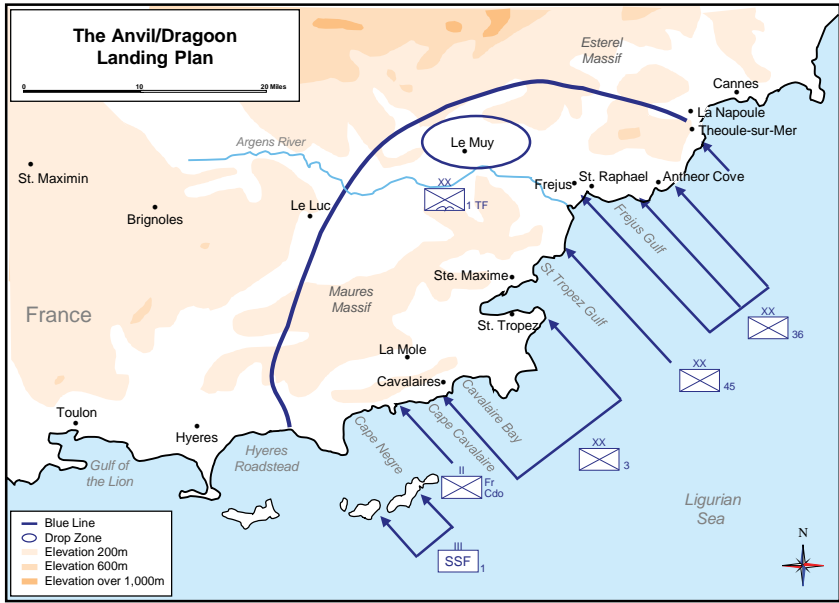 The Anvil/Dragoon
Landing Plan
0 10 20 Miles
Esterel
Massif
Cannes
La Napoule
Theoule-sur-Mer
Argens River
Le Muy
St. Maximin
St. Raphael
Antheor Cove
Frejus
XX
1 TF
Brignoles
Le Luc
Frejus Gulf
St Tropez Gulf
Ste. Maxime
Maures
Massif
France
St. Tropez
XX
36
La Mole
XX
45
Cavalaires
Cavalaire Bay
Cape Cavalaire
Cape Negre
Toulon
Hyeres
Hyeres
Roadstead
Gulf of
the Lion
XX
3
II
Fr
Cdo
Ligurian
Sea
III
SSF
1
Blue Line
Drop Zone
Elevation 200m
Elevation 600m
Elevation over 1,000m
N